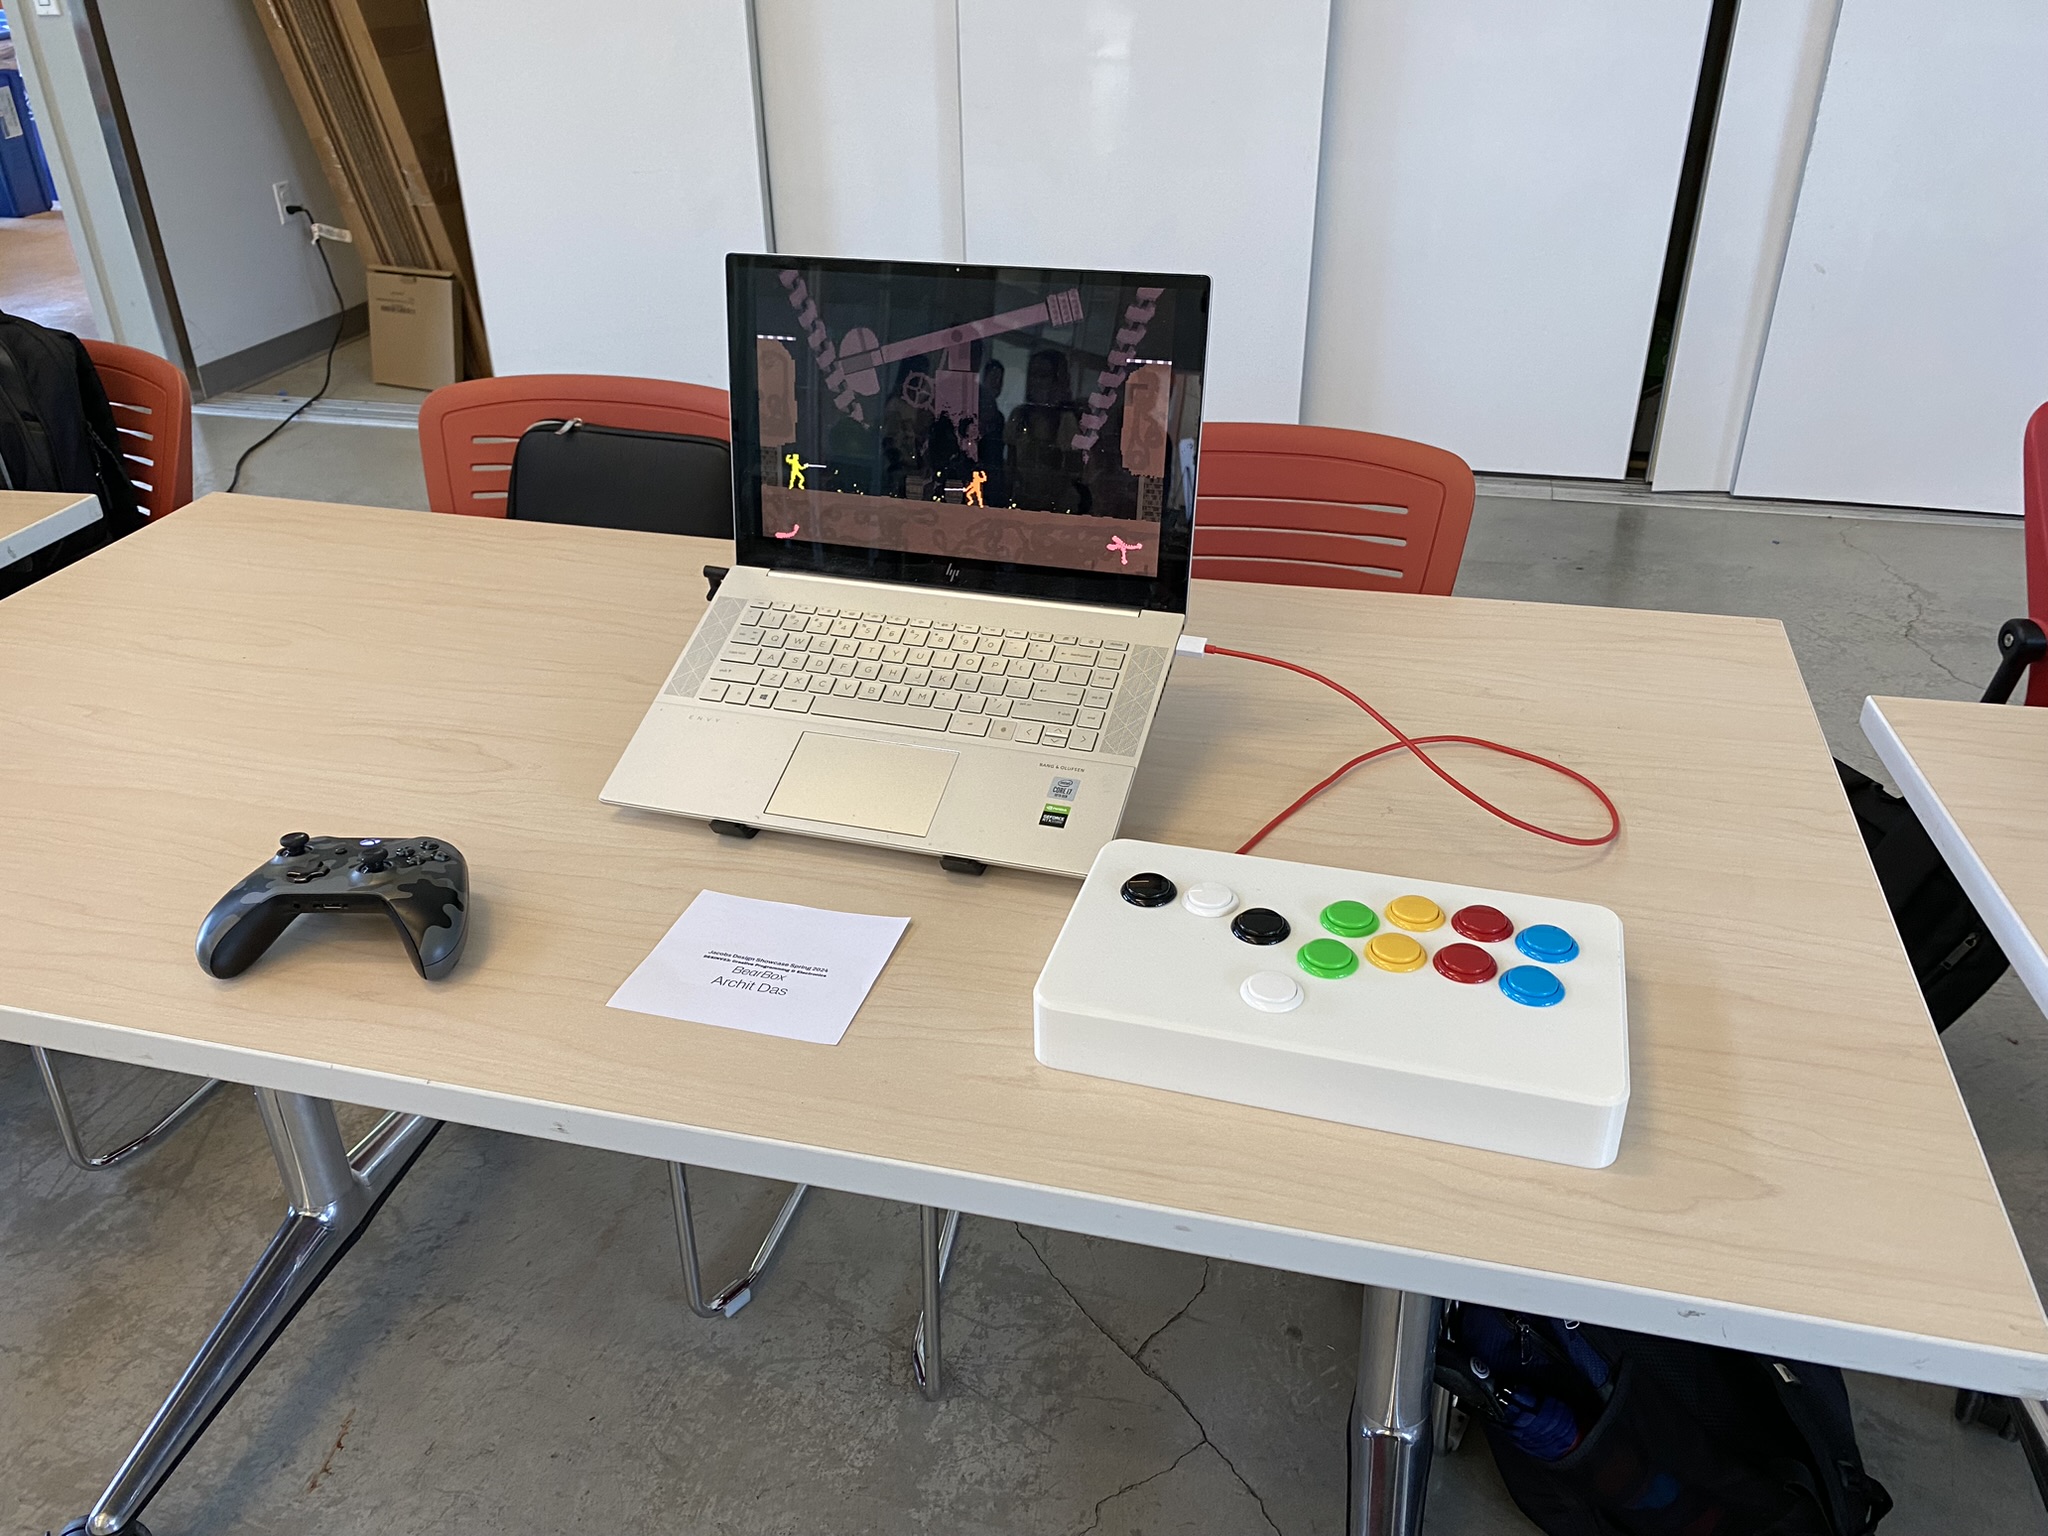 hp
Q W E R T Y U I O P
A S D F G H J K L
Z X C V B N M
ENVY
BANG & OLUFSEN
intel
CORE i7
GEFORCE
Jacobs Design Showcase Spring 2024
DESINV23: Creative Programming & Electronics
BearBox
Archit Das